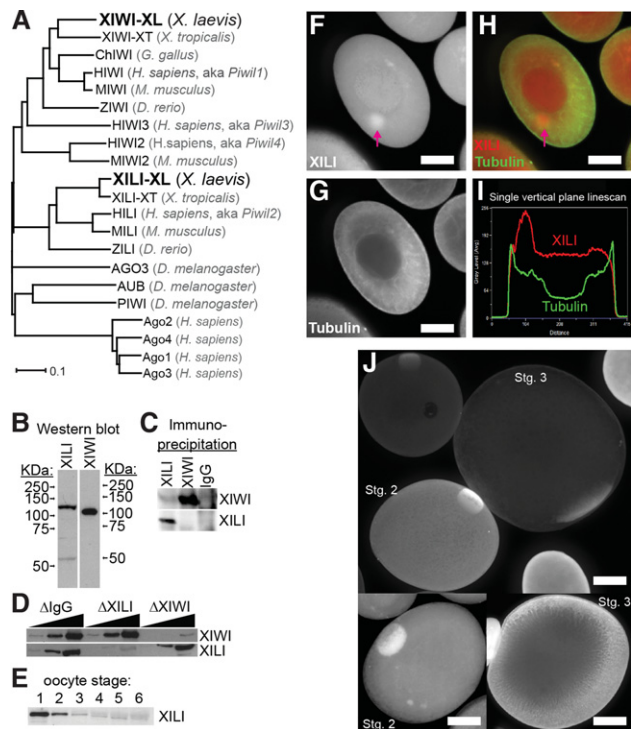 A
XIWI-XL (X. laevis)
XIWI-XT (X. tropicalis)
ChIWI (G. gallus)
HIWI (H. sapiens, aka Piwil1)
MIWI (M. musculus)
ZIWI (D. rerio)
HIWI3 (H.sapiens, aka Piwil3)
HIWI2 (H.sapiens, aka Piwil4)
MIWI2 (M. musculus)
XILI-XL (X. laevis)
XILI-XT (X. tropicalis)
HILI (H. sapiens, aka Piwil2)
MILI (M. musculus)
ZILI (D. rerio)
AGO3 (D. melanogaster)
AUB (D. melanogaster)
PIWI (D. melanogaster)
Ago2 (H. sapiens)
Ago4 (H. sapiens)
Ago1 (H. sapiens)
Ago3 (H. sapiens)
0.1
B Western blot
XILI XIWI
KDa: KDa:
250 250
150 150
100 100
75 75
50 50
C Immuno-
precipitation
XILI XIWI IgG
XIWI
XILI
D ΔIgG ΔXILI ΔXIWI
XIWI
XILI
E oocyte stage:
1 2 3 4 5 6
XILI
F
XILI
G
Tubulin
H
XILI
Tubulin
I Single vertical plane linescan
XILI
Tubulin
Gray Level (Avg)
Distance
J
Stg. 3
Stg. 2
Stg. 2
Stg. 3